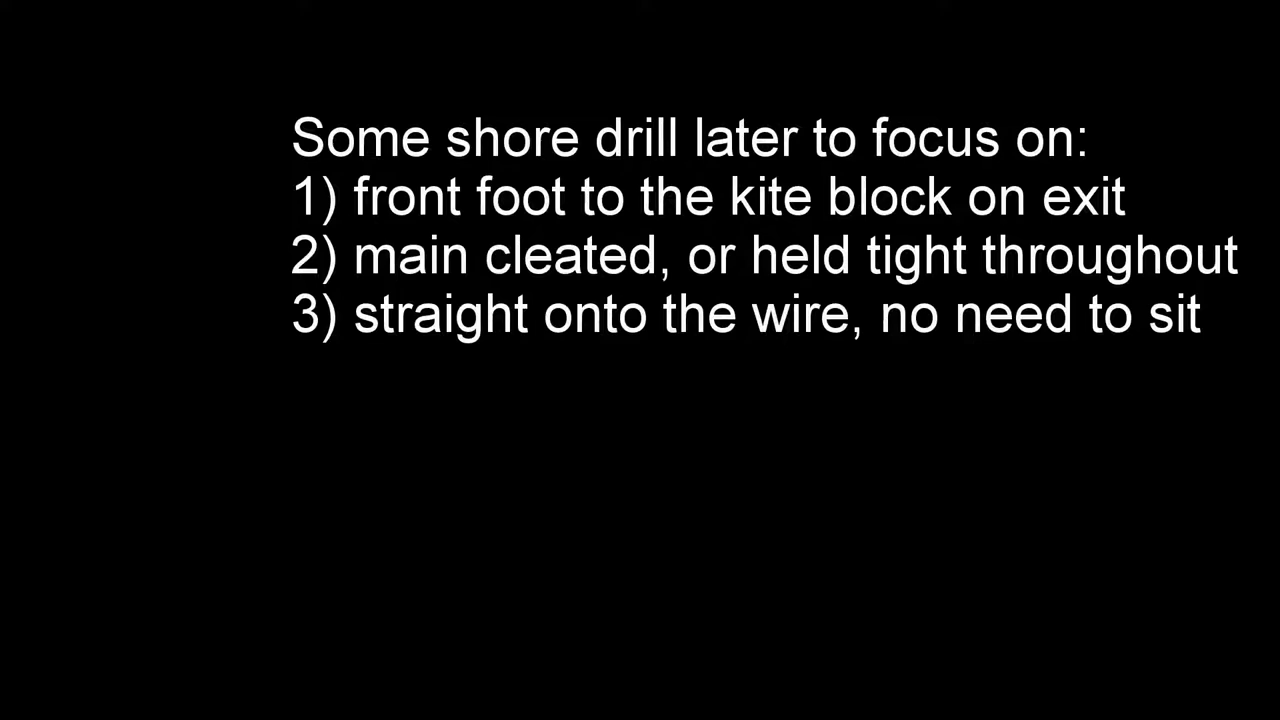 Some shore drill later to focus on:
1) front foot to the kite block on exit
2) main cleated, or held tight throughout
3) straight onto the wire, no need to sit